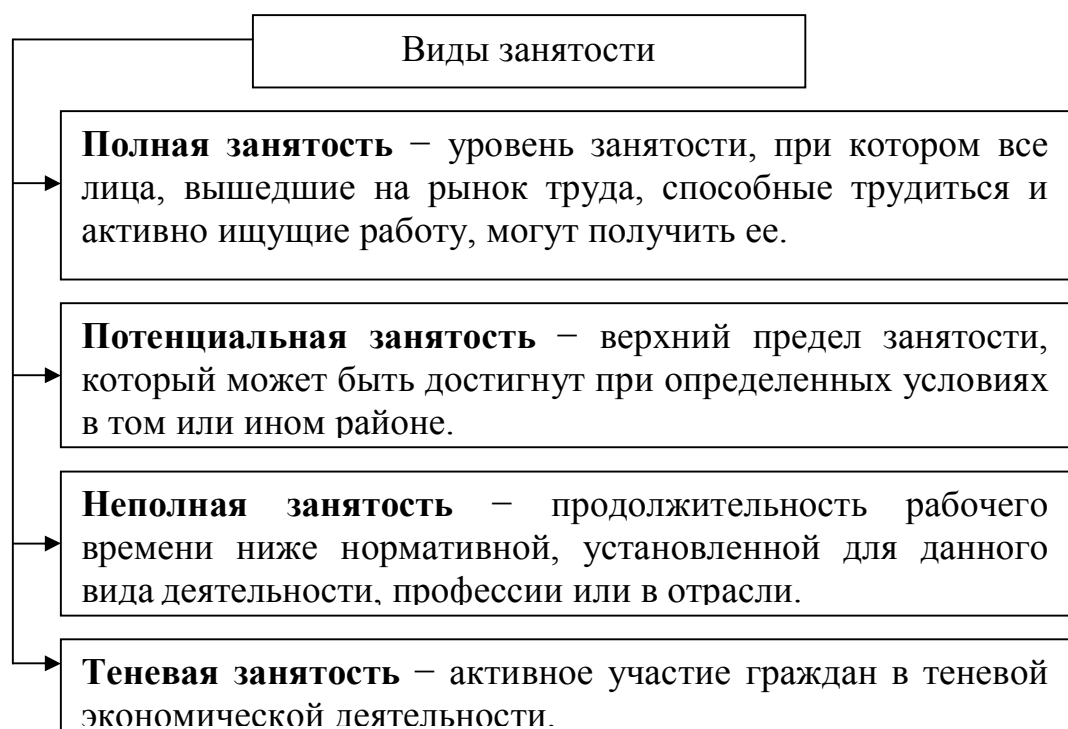 Виды занятости
Полная занятость − уровень занятости, при котором все
лица, вышедшие на рынок труда, способные трудиться и
активно ищущие работу, могут получить ее.
Потенциальная занятость − верхний предел занятости,
который может быть достигнут при определенных условиях
в том или ином районе.
Неполная занятость − продолжительность рабочего
времени ниже нормативной, установленной для данного
вида деятельности, профессии или в отрасли.
Теневая занятость − активное участие граждан в теневой
экономической деятельности.